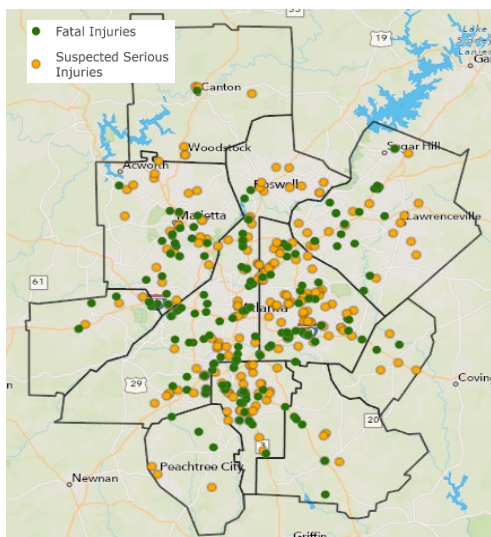 Fatal Injuries
Suspected Serious
Injuries
19
Canton
Woodstock
Sugar Hill
Acworth
Roswell
Marietta
Lawrenceville
61
Atlanta
29
Covin
20
3
Peachtree City
Newnan
Griffin